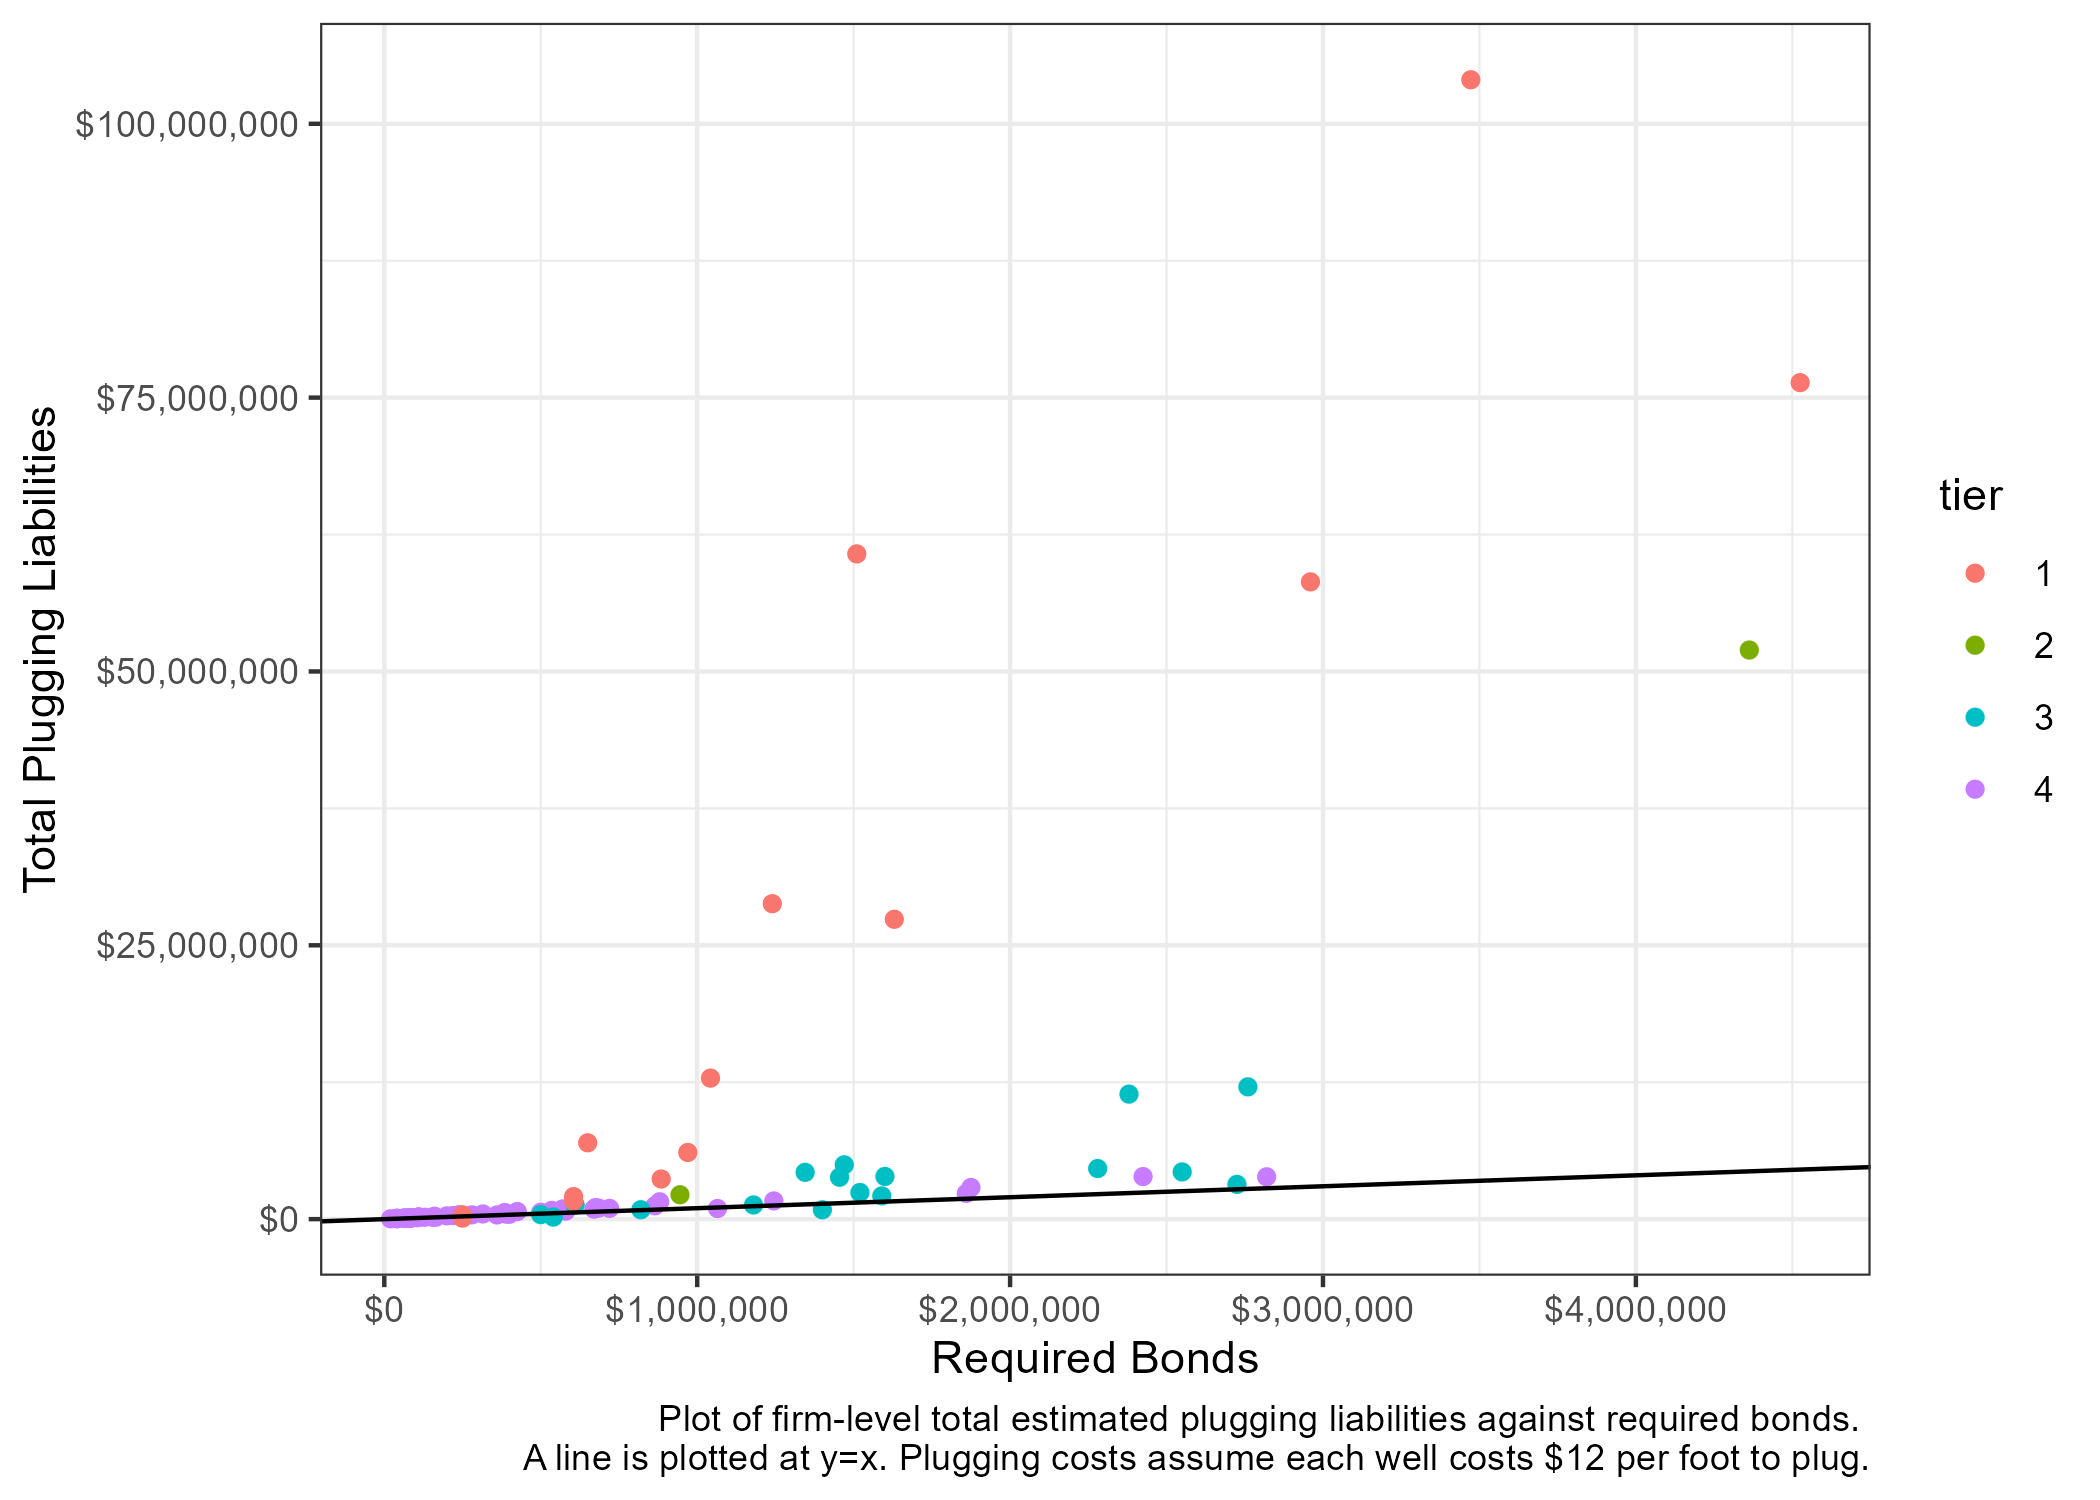 $100,000,000
$75,000,000
$50,000,000
$25,000,000
$0
Total Plugging Liabilities
$0
$1,000,000
$2,000,000
$3,000,000
$4,000,000
Required Bonds
tier
1
2
3
4
Plot of firm-level total estimated plugging liabilities against required bonds.
A line is plotted at y=x. Plugging costs assume each well costs $12 per foot to plug.